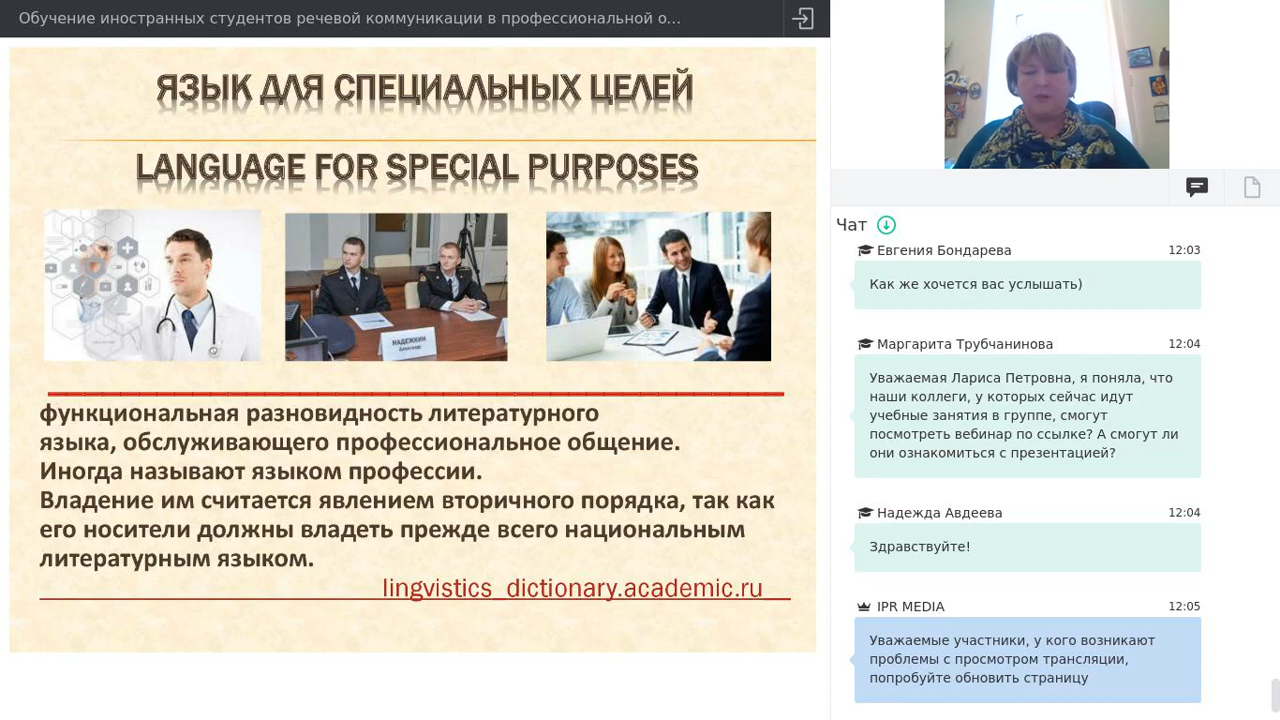 Обучение иностранных студентов речевой коммуникации в профессиональной о...
ЯЗЫК ДЛЯ СПЕЦИАЛЬНЫХ ЦЕЛЕЙ
LANGUAGE FOR SPECIAL PURPOSES
НАДЕЖКИН
Александр
функциональная разновидность литературного
языка, обслуживающего профессиональное общение.
Иногда называют языком профессии.
Владение им считается явлением вторичного порядка, так как
его носители должны владеть прежде всего национальным
литературным языком.
lingvistics_dictionary.academic.ru
Чат
Евгения Бондарева 12:03
Как же хочется вас услышать)
Маргарита Трубчанинова 12:04
Уважаемая Лариса Петровна, я поняла, что
наши коллеги, у которых сейчас идут
учебные занятия в группе, смогут
посмотреть вебинар по ссылке? А смогут ли
они ознакомиться с презентацией?
Надежда Авдеева 12:04
Здравствуйте!
IPR MEDIA 12:05
Уважаемые участники, у кого возникают
проблемы с просмотром трансляции,
попробуйте обновить страницу